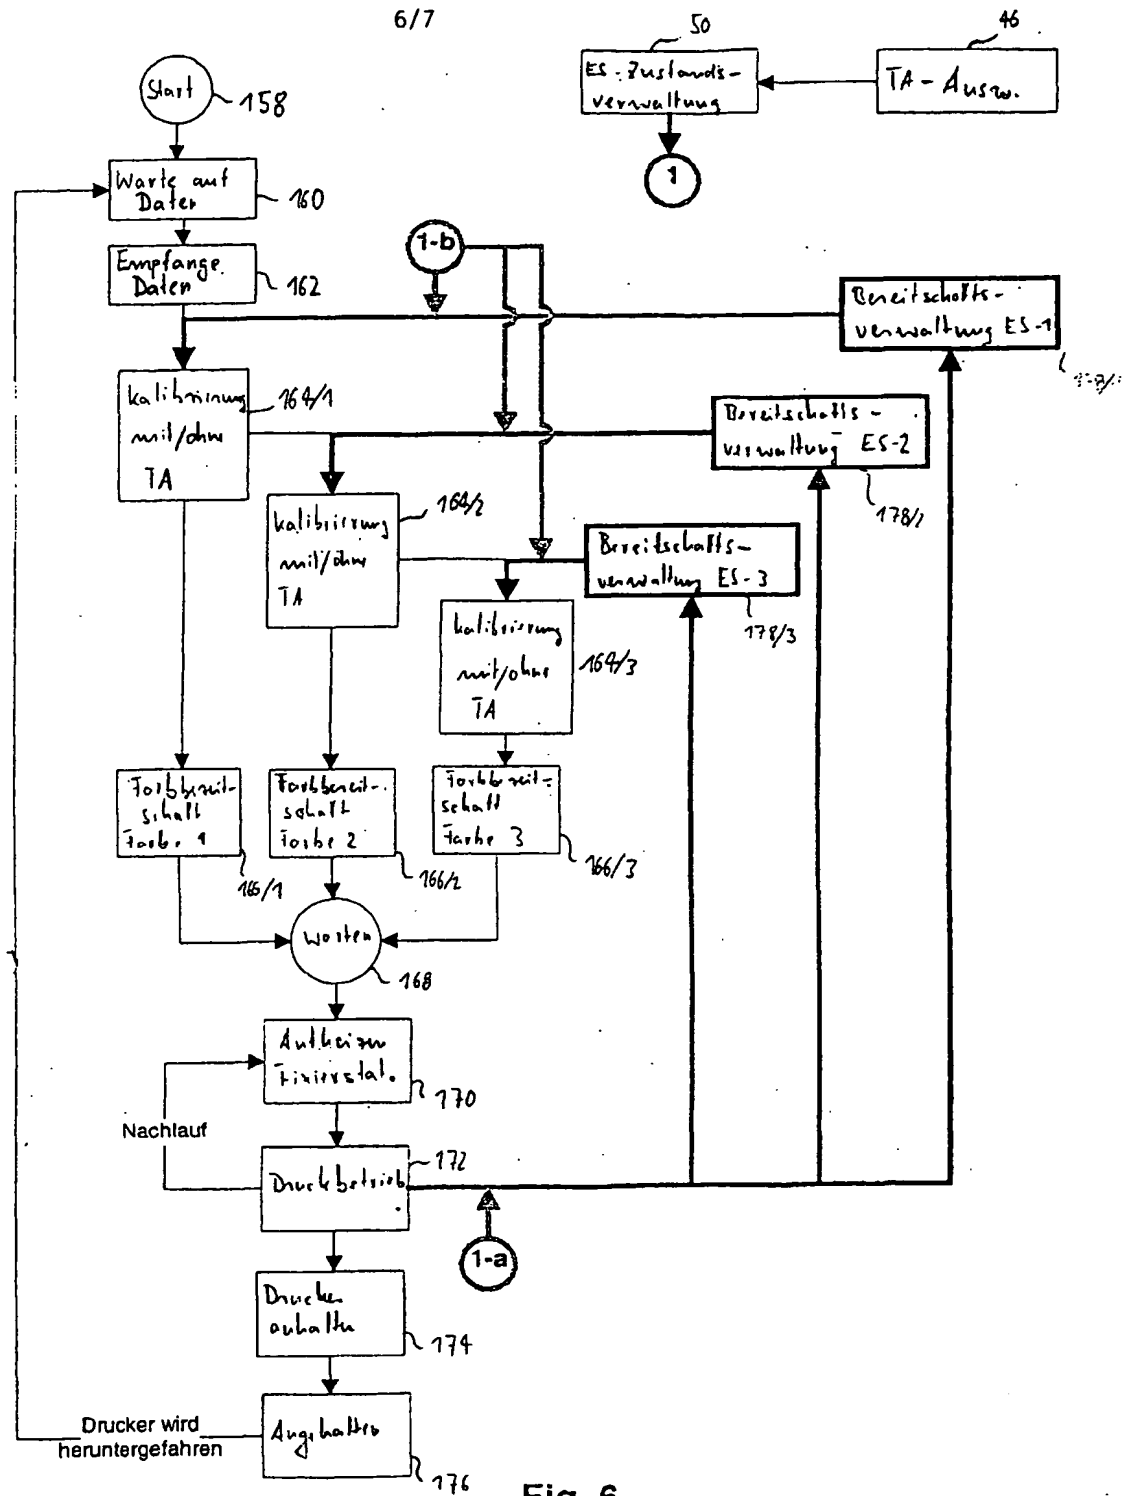 6/7
50
46
ES-Zustands-
verwaltung
TA-Ausw.
1
Start
158
Warte auf
Daten
160
Empfange
Daten
162
1-b
Bereitschafts-
verwaltung ES-1
Kalibrierung
mit/ohne
TA
164/1
Bereitschafts-
verwaltung ES-2
178/2
Kalibrierung
mit/ohne
TA
164/2
Bereitschafts-
verwaltung ES-3
178/3
Kalibrierung
mit/ohne
TA
164/3
Farbbereit-
schaft
Farbe 1
166/1
Farbbereit-
schaft
Farbe 2
166/2
Farbbereit-
schaft
Farbe 3
166/3
Warten
168
Aufheizen
Fixierstat.
170
Nachlauf
Druckbetrieb
172
1-a
Drucker
anhalten
174
Drucker wird
heruntergefahren
Angehalten
176
Fig. 6